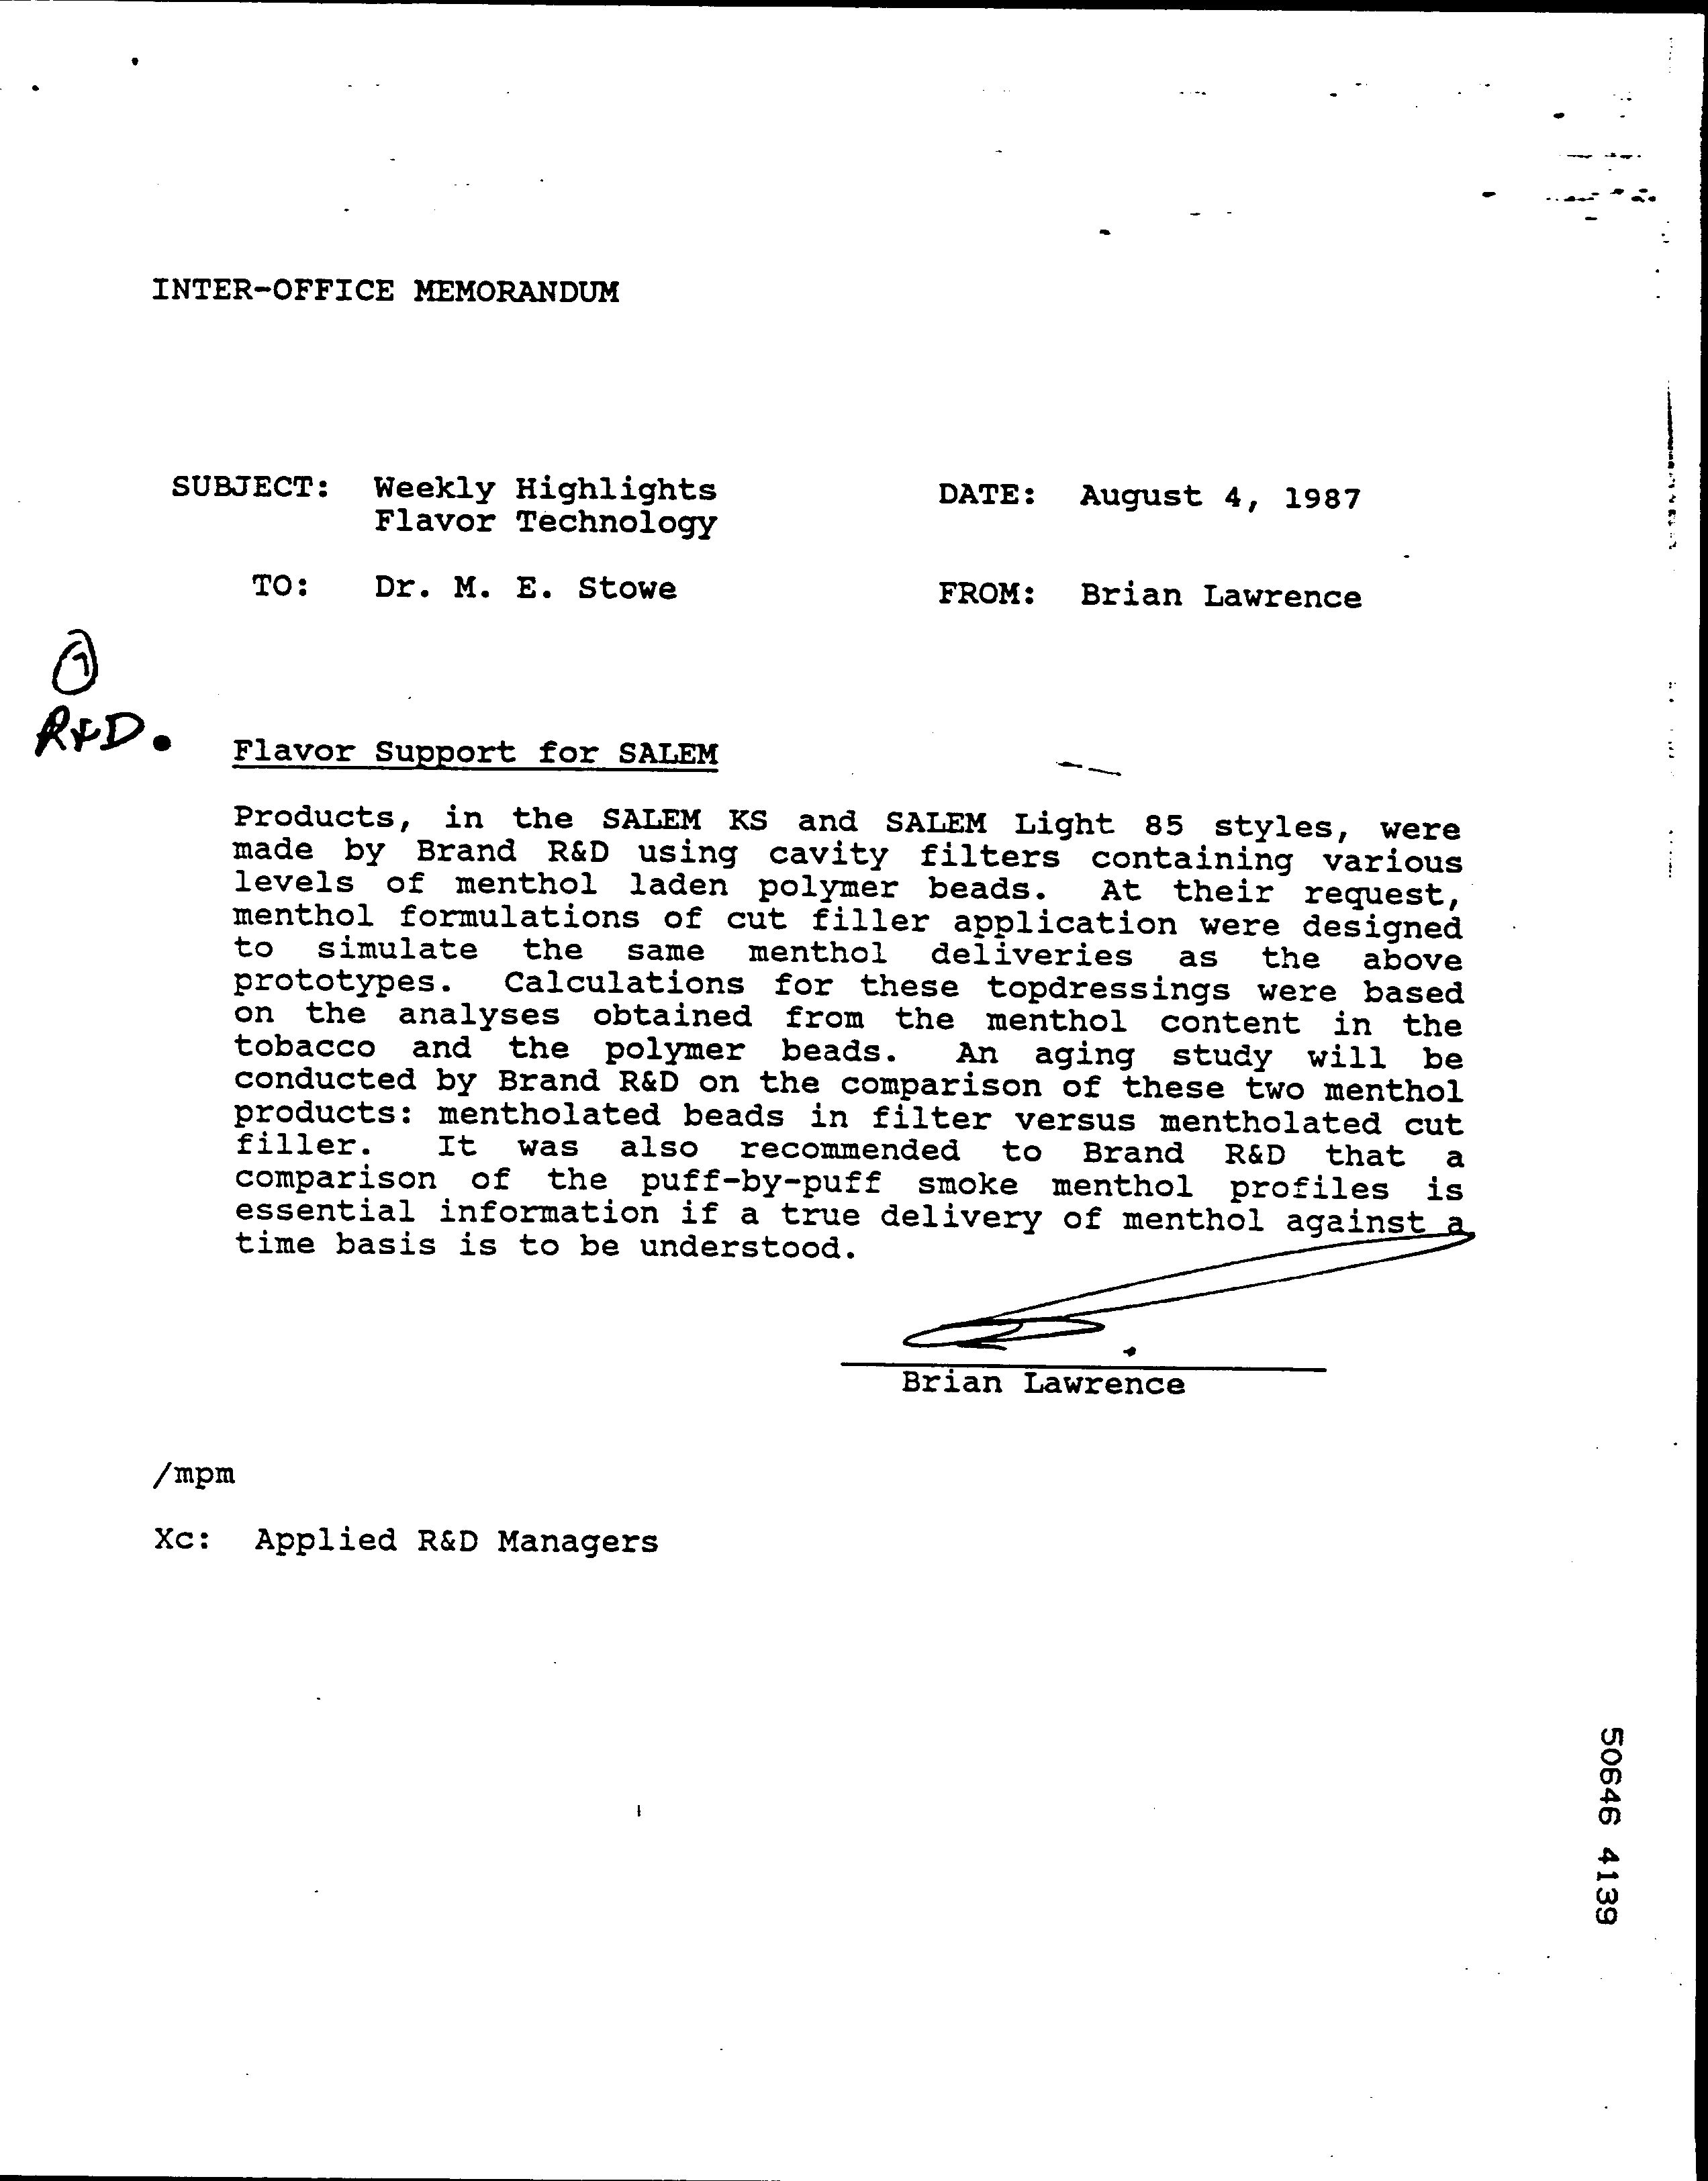 INTER-OFFICE MEMORANDUM
SUBJECT: Weekly Highlights
Flavor Technology
DATE: August 4, 1987
TO: Dr. M. E. Stowe
FROM: Brian Lawrence
R&D.
Flavor Support for SALEM
Products, in the SALEM KS and SALEM Light 85 styles, were
made by Brand R&D using cavity filters containing various
levels of menthol laden polymer beads. At their request,
menthol formulations of cut filler application were designed
to simulate the same menthol deliveries as the above
prototypes. Calculations for these topdressings were based
on the analyses obtained from the menthol content in the
tobacco and the polymer beads. An aging study will be
conducted by Brand R&D on the comparison of these two menthol
products: mentholated beads in filter versus mentholated cut
filler. It was also recommended to Brand R&D that a
comparison of the puff-by-puff smoke menthol profiles is
essential information if a true delivery of menthol against a
time basis is to be understood.
Brian Lawrence
/mpm
Xc: Applied R&D Managers
50646 4139